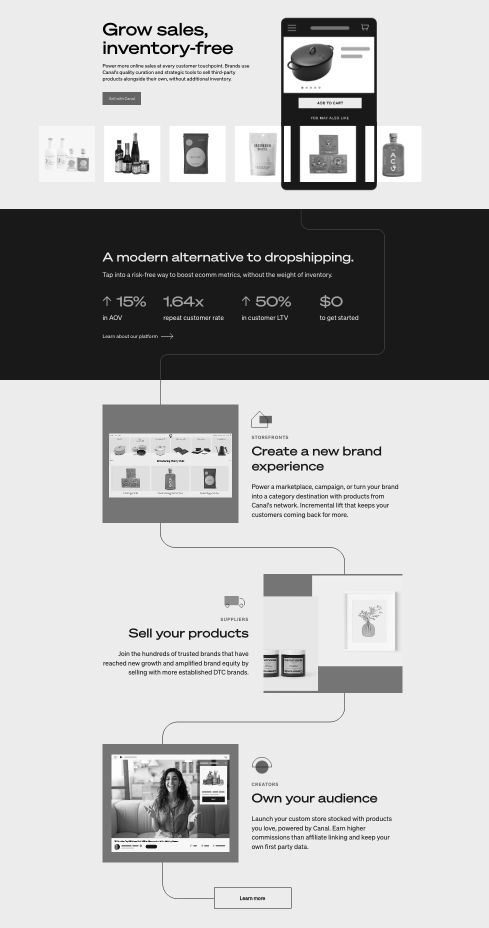 Grow sales,
inventory-free
Power more online sales at every customer touchpoint. Brands use
Canal's quality curation and strategic tools to sell third-party
products alongside their own, without additional inventory.
Sell with Canal
ADD TO CART
YOU MAY ALSO LIKE
ACG
A modern alternative to dropshipping.
Tap into a risk-free way to boost ecomm metrics, without the weight of inventory.
↑ 15% 1.64x ↑ 50% $0
in AOV repeat customer rate in customer LTV to get started
Learn about our platform
STOREFRONTS
Create a new brand
experience
Power a marketplace, campaign, or turn your brand
into a category destination with products from
Canal's network. Incremental lift that keeps your
customers coming back for more.
SUPPLIERS
Sell your products
Join the hundreds of trusted brands that have
reached new growth and amplified brand equity by
selling with more established DTC brands.
CREATORS
Own your audience
Launch your custom store stocked with products
you love, powered by Canal. Earn higher
commissions than affiliate linking and keep your
own first party data.
Learn more